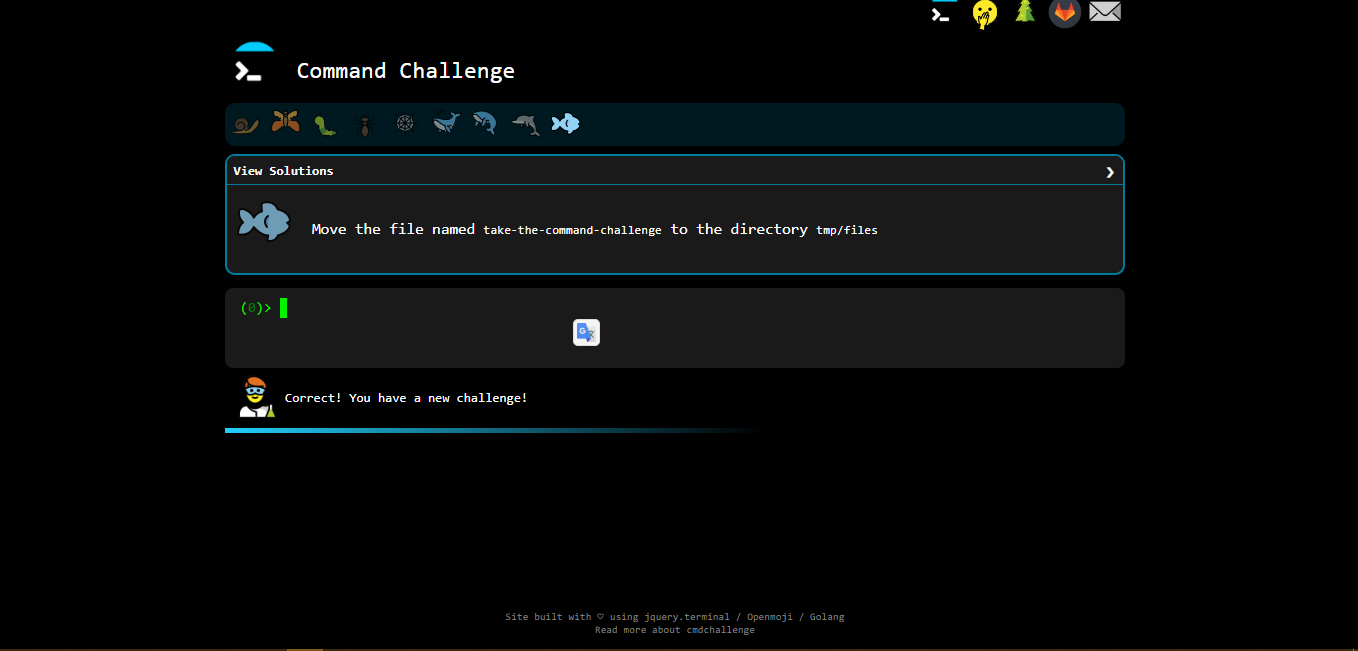 Command Challenge
View Solutions ❯
Move the file named take-the-command-challenge to the directory tmp/files
(0)>
Correct! You have a new challenge!
Site built with ♡ using jquery.terminal / Openmoji / Golang
Read more about cmdchallenge